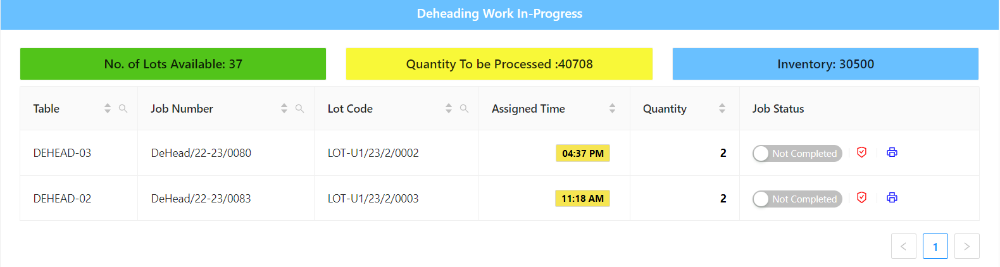 Deheading Work In-Progress
No. of Lots Available: 37 Quantity To be Processed :40708 Inventory: 30500
Table Job Number Lot Code Assigned Time Quantity Job Status
DEHEAD-03 DeHead/22-23/0080 LOT-U1/23/2/0002 04:37 PM 2 Not Completed
DEHEAD-02 DeHead/22-23/0083 LOT-U1/23/2/0003 11:18 AM 2 Not Completed
< 1 >